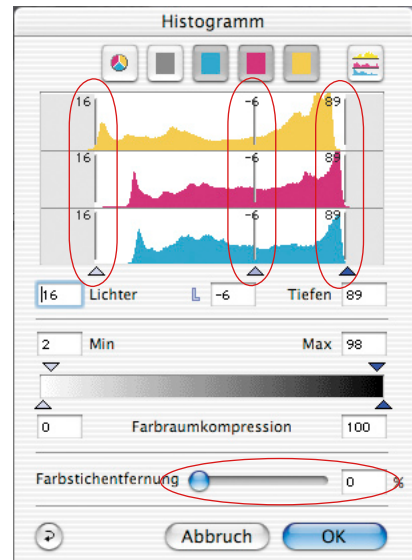 Histogramm
16 -6 89
16 -6 89
16 -6 89
16 Lichter L -6 Tiefen 89
2 Min Max 98
0 Farbraumkompression 100
Farbstichentfernung 0 %
Abbruch OK